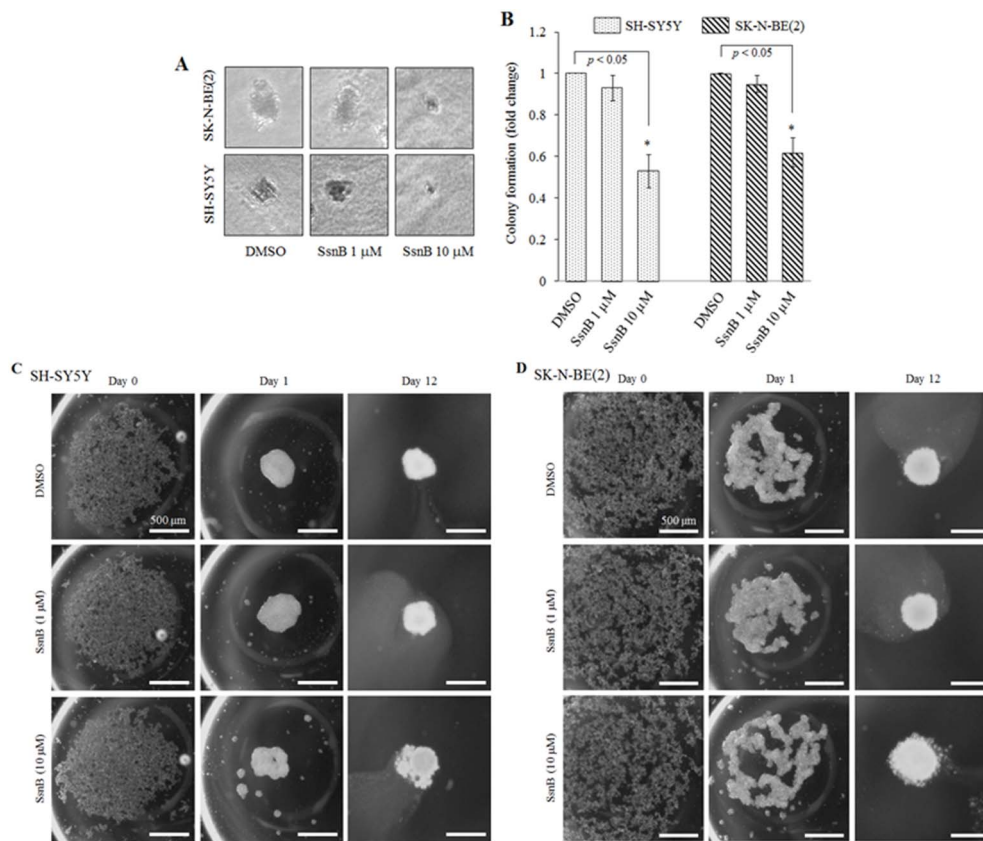 A
SK-N-BE(2)
SH-SY5Y
DMSO
SsnB 1 µM
SsnB 10 µM
B
SH-SY5Y
SK-N-BE(2)
p < 0.05
p < 0.05
*
*
Colony formation (fold change)
1.2
1
0.8
0.6
0.4
0.2
0
DMSO
SsnB 1 µM
SsnB 10 µM
DMSO
SsnB 1 µM
SsnB 10 µM
C
SH-SY5Y
Day 0
Day 1
Day 12
DMSO
500 µm
SsnB (1 µM)
SsnB (10 µM)
D
SK-N-BE(2)
Day 0
Day 1
Day 12
DMSO
500 µm
SsnB (1 µM)
SsnB (10 µM)